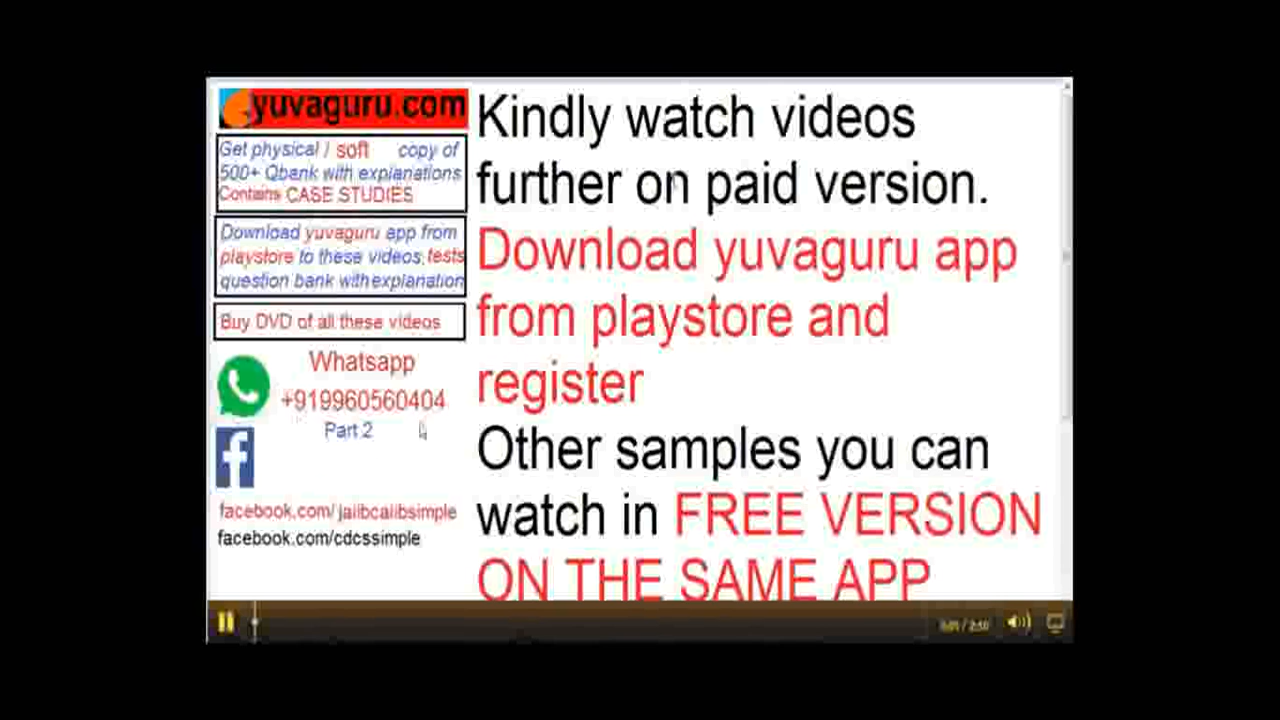 yuvaguru.com
Get physical / soft copy of
500+ Qbank with explanations
Contains CASE STUDIES
Download yuvaguru app from
playstore to these videos, tests
question bank with explanation
Buy DVD of all these videos
Whatsapp
+919960560404
Part 2
facebook.com/jaiibcaiibsimple
facebook.com/cdcssimple
Kindly watch videos
further on paid version.
Download yuvaguru app
from playstore and
register
Other samples you can
watch in FREE VERSION
ON THE SAME APP